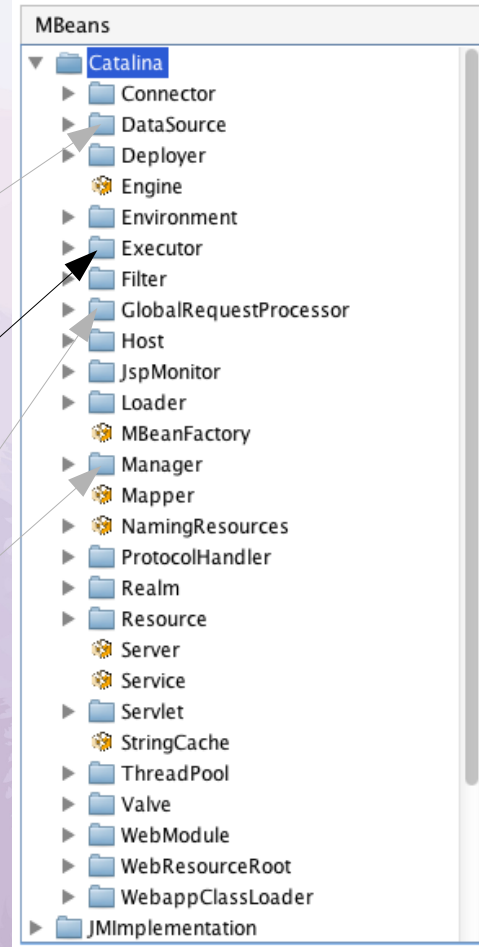 MBeans
Catalina
Connector
DataSource
Deployer
Engine
Environment
Executor
Filter
GlobalRequestProcessor
Host
JspMonitor
Loader
MBeanFactory
Manager
Mapper
NamingResources
ProtocolHandler
Realm
Resource
Server
Service
Servlet
StringCache
ThreadPool
Valve
WebModule
WebResourceRoot
WebappClassLoader
JMImplementation